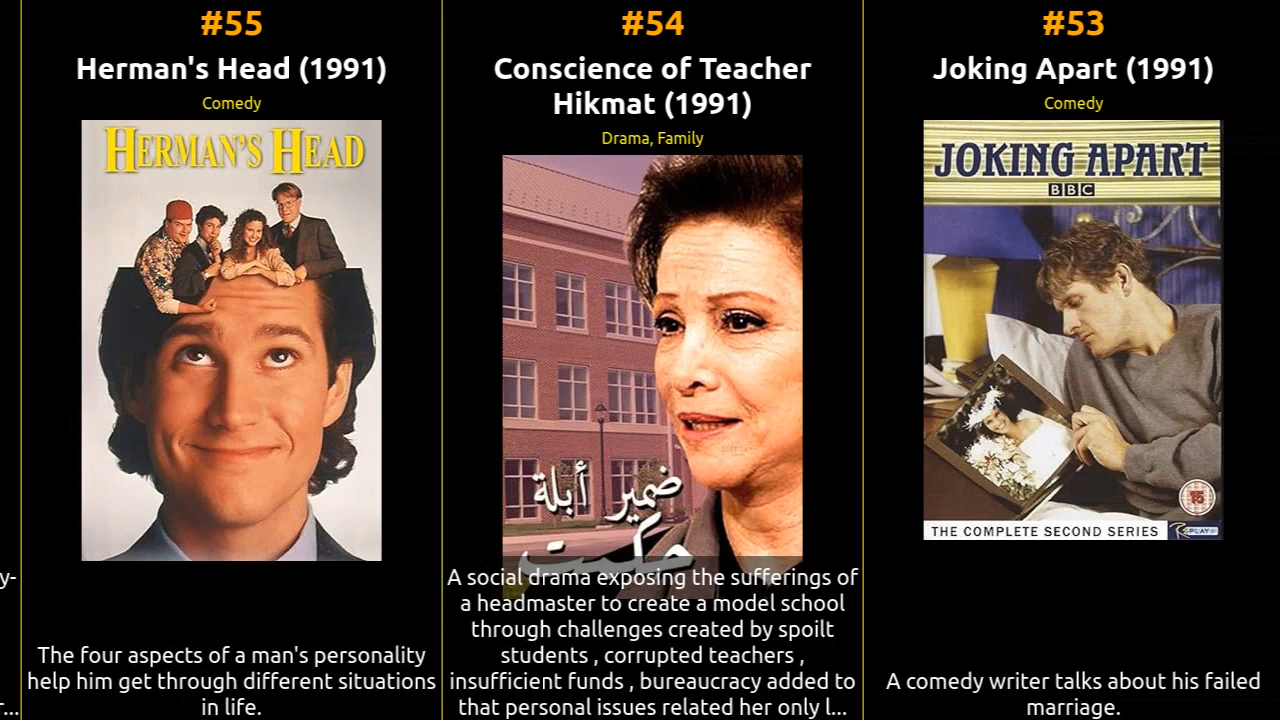 y-
r...
#55
Herman's Head (1991)
Comedy
HERMAN'S HEAD
The four aspects of a man's personality
help him get through different situations
in life.
#54
Conscience of Teacher
Hikmat (1991)
Drama, Family
ضمير أبلة
حكمت
A social drama exposing the sufferings of
a headmaster to create a model school
through challenges created by spoilt
students , corrupted teachers ,
insufficient funds , bureaucracy added to
that personal issues related her only l...
#53
Joking Apart (1991)
Comedy
JOKING APART
BBC
15
THE COMPLETE SECOND SERIES
PLAY
A comedy writer talks about his failed
marriage.